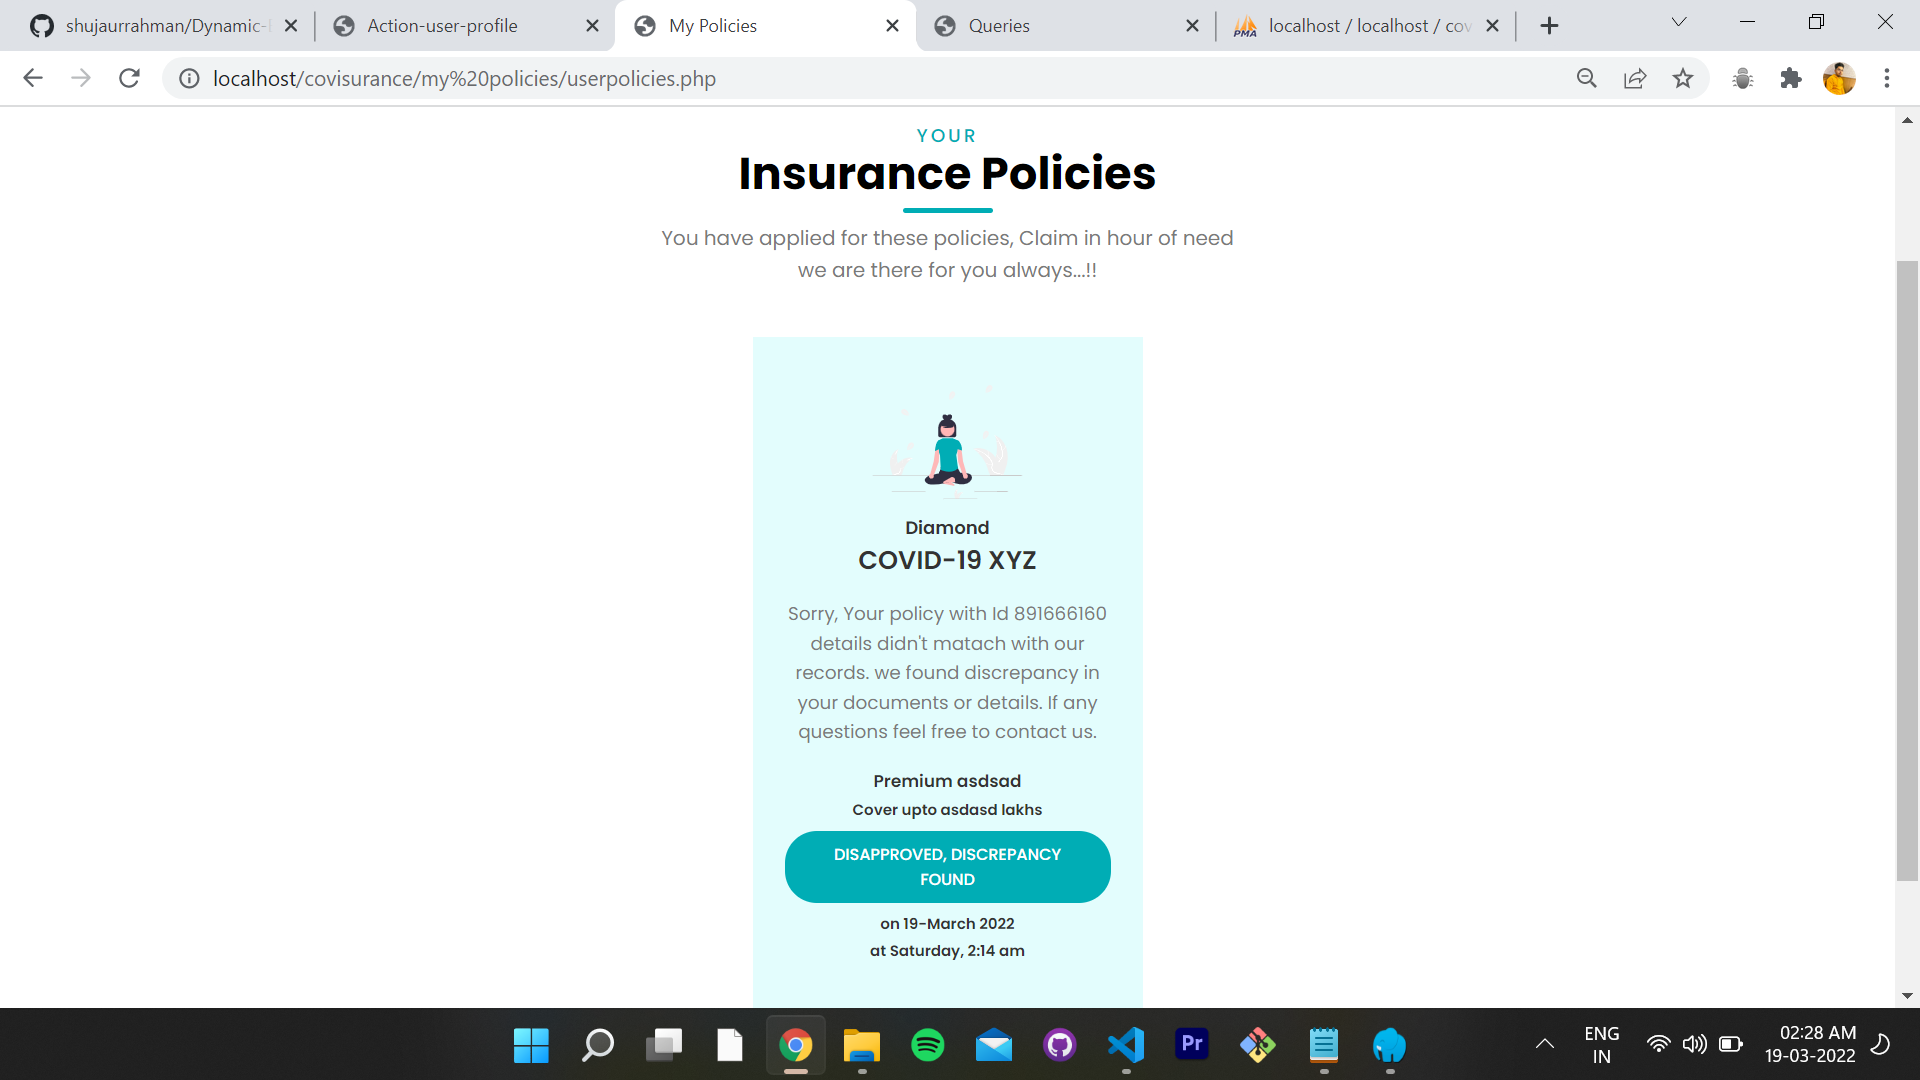 shujaurrahman/Dynamic-
Action-user-profile
My Policies
Queries
PMA
localhost / localhost / cov
localhost/covisurance/my%20policies/userpolicies.php
YOUR
Insurance Policies
You have applied for these policies, Claim in hour of need
we are there for you always...!!
Diamond
COVID-19 XYZ
Sorry, Your policy with Id 891666160
details didn't matach with our
records. we found discrepancy in
your documents or details. If any
questions feel free to contact us.
Premium asdsad
Cover upto asdasd lakhs
DISAPPROVED, DISCREPANCY
FOUND
on 19-March 2022
at Saturday, 2:14 am
Pr
ENG
IN
02:28 AM
19-03-2022